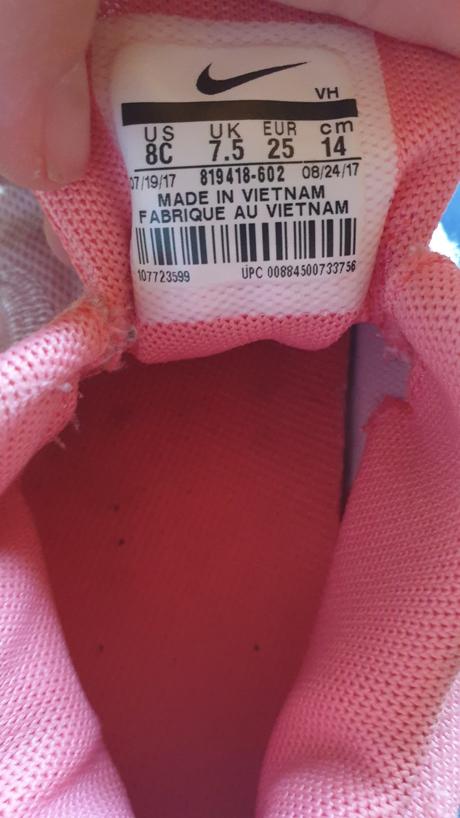 VH
US UK EUR cm
8C 7.5 25 14
07/19/17 819418-602 08/24/17
MADE IN VIETNAM
FABRIQUE AU VIETNAM
107723599 UPC 00884500733756